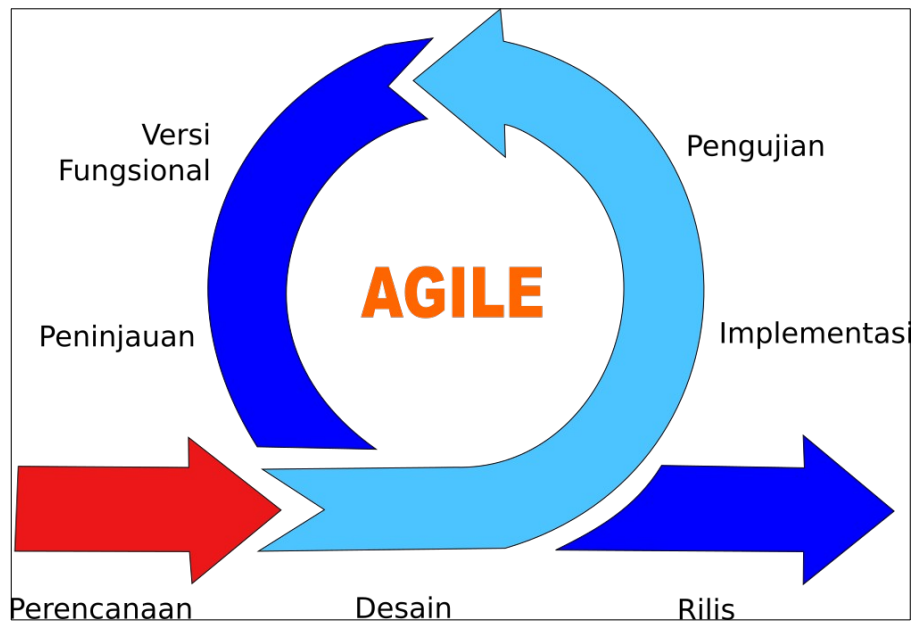 Versi
Fungsional
Pengujian
AGILE
Peninjauan
Implementasi
Perencanaan
Desain
Rilis